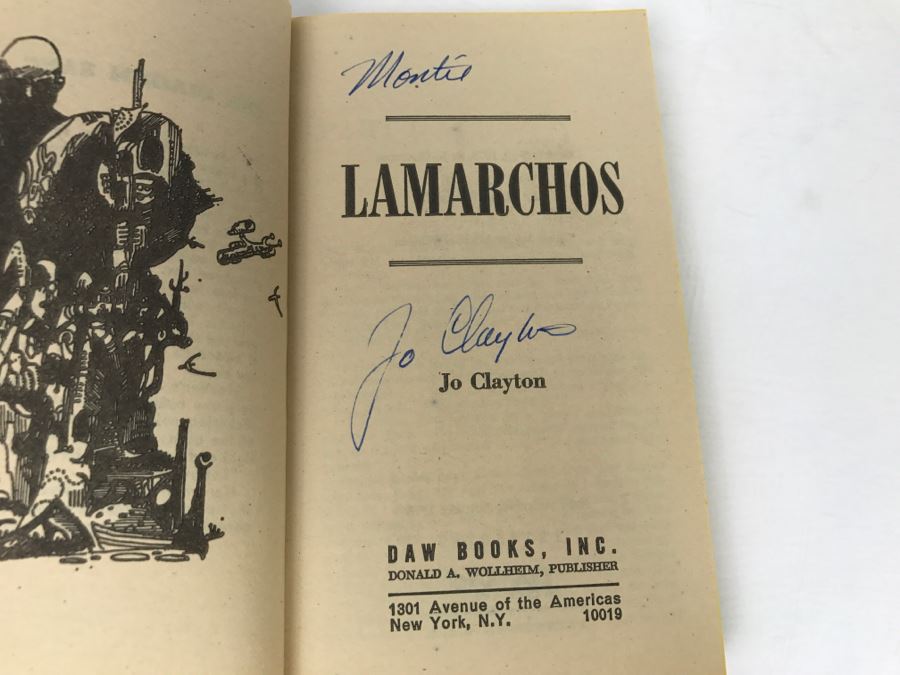 Montie
LAMARCHOS
Jo Clayton
Jo Clayton
DAW BOOKS, INC.
DONALD A. WOLLHEIM, PUBLISHER
1301 Avenue of the Americas
New York, N.Y. 10019